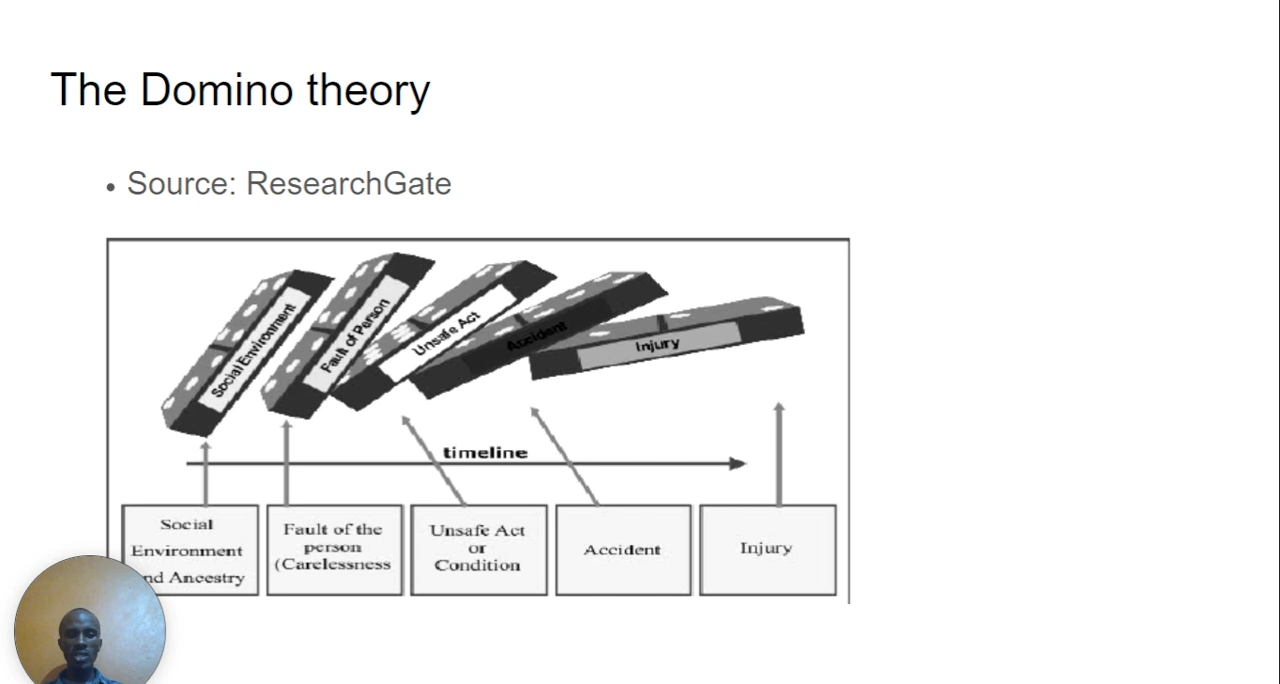 The Domino theory
• Source: ResearchGate
Social Environment
Fault of Person
Unsafe Act
Accident
Injury
timeline
Social
Environment
nd Ancestry
Fault of the
person
(Carelessness
Unsafe Act
or
Condition
Accident
Injury